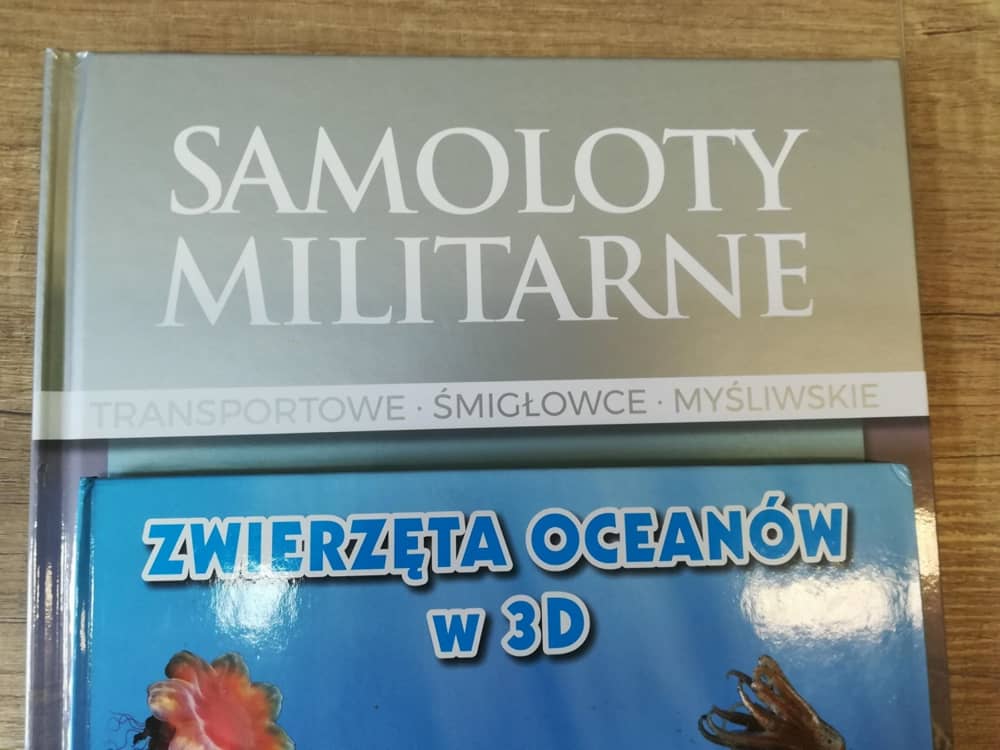 SAMOLOTY
MILITARNE
TRANSPORTOWE · ŚMIGŁOWCE · MYŚLIWSKIE
ZWIERZĘTA OCEANÓW
w 3D